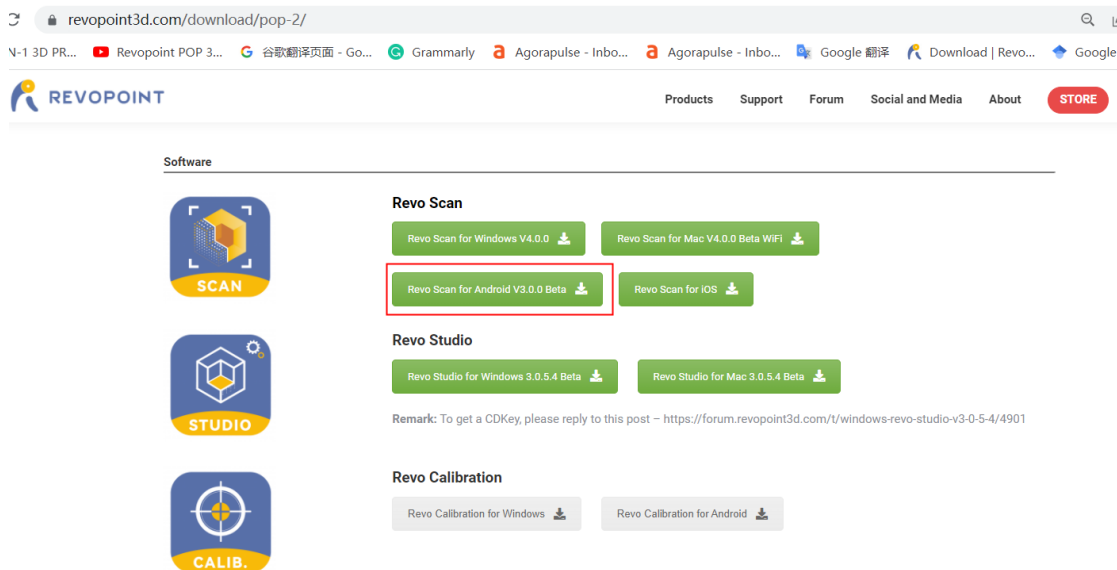 revopoint3d.com/download/pop-2/
N-1 3D PR... Revopoint POP 3... 谷歌翻译页面 - Go... Grammarly Agorapulse - Inbo... Agorapulse - Inbo... Google 翻译 Download | Revo... Google
REVOPOINT Products Support Forum Social and Media About STORE
Software
Revo Scan
Revo Scan for Windows V4.0.0 Revo Scan for Mac V4.0.0 Beta WiFi
SCAN
Revo Scan for Android V3.0.0 Beta Revo Scan for iOS
Revo Studio
Revo Studio for Windows 3.0.5.4 Beta Revo Studio for Mac 3.0.5.4 Beta
STUDIO
Remark: To get a CDKey, please reply to this post – https://forum.revopoint3d.com/t/windows-revo-studio-v3-0-5-4/4901
Revo Calibration
Revo Calibration for Windows Revo Calibration for Android
CALIB.